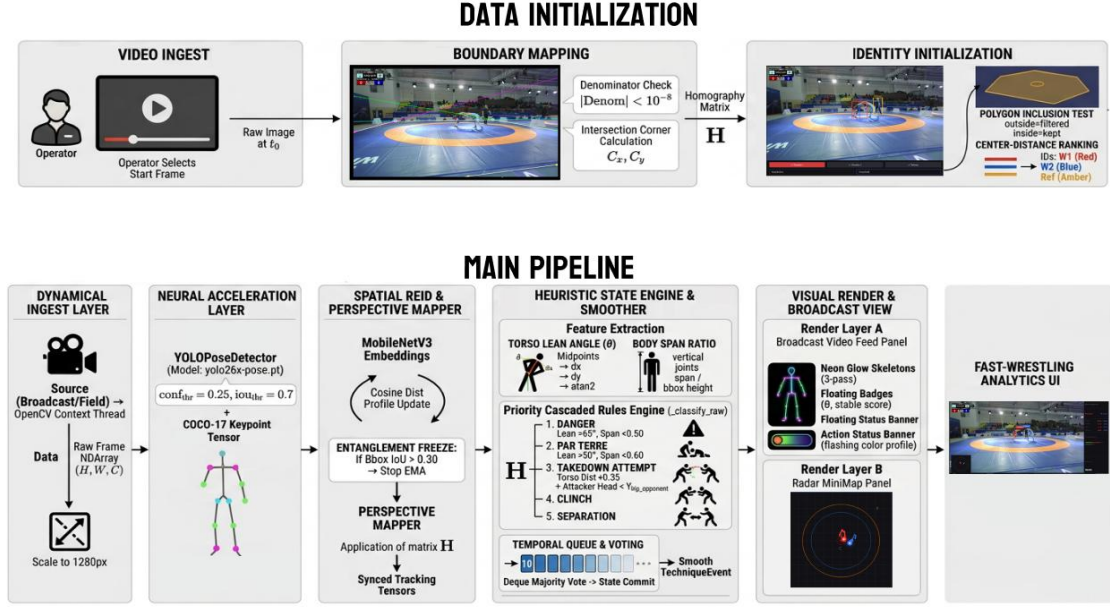 DATA INITIALIZATION
VIDEO INGEST
Operator
Operator Selects
Start Frame
Raw Image
at t₀
BOUNDARY MAPPING
Denominator Check
|Denom| < 10⁻⁸
Intersection Corner
Calculation
Cₓ, Cᵧ
Homography
Matrix
H
IDENTITY INITIALIZATION
POLYGON INCLUSION TEST
outside=filtered
inside=kept
CENTER-DISTANCE RANKING
IDs: W1 (Red)
W2 (Blue)
Ref (Amber)
MAIN PIPELINE
DYNAMICAL
INGEST LAYER
Source
(Broadcast/Field) →
OpenCV Context Thread
Data
Raw Frame
NDArray
(H, W, C)
Scale to 1280px
NEURAL ACCELERATION
LAYER
YOLOPoseDetector
(Model: yolo26x-pose.pt)
conf_thr = 0.25, iou_thr = 0.7
+
COCO-17 Keypoint
Tensor
SPATIAL REID &
PERSPECTIVE MAPPER
MobileNetV3
Embeddings
Cosine Dist
Profile Update
ENTANGLEMENT FREEZE:
If Bbox IoU > 0.30
→ Stop EMA
PERSPECTIVE
MAPPER
Application of matrix H
Synced Tracking
Tensors
HEURISTIC STATE ENGINE &
SMOOTHER
Feature Extraction
TORSO LEAN ANGLE (θ)
Midpoints
→ dx
→ dy
→ atan2
BODY SPAN RATIO
vertical
joints
span /
bbox height
Priority Cascaded Rules Engine (_classify_raw)
H
1. DANGER
Lean >65°, Span <0.50
2. PAR TERRE
Lean >50°, Span <0.60
3. TAKEDOWN ATTEMPT
Torso Dist +0.35
+ Attacker Head < Y_big_opponent
4. CLINCH
5. SEPARATION
TEMPORAL QUEUE & VOTING
10
Deque Majority Vote -> State Commit
Smooth
TechniqueEvent
VISUAL RENDER &
BROADCAST VIEW
Render Layer A
Broadcast Video Feed Panel
Neon Glow Skeletons
(3-pass)
Floating Badges
(θ, stable score)
Floating Status Banner
Action Status Banner
(flashing color profile)
Render Layer B
Radar MiniMap Panel
FAST-WRESTLING
ANALYTICS UI